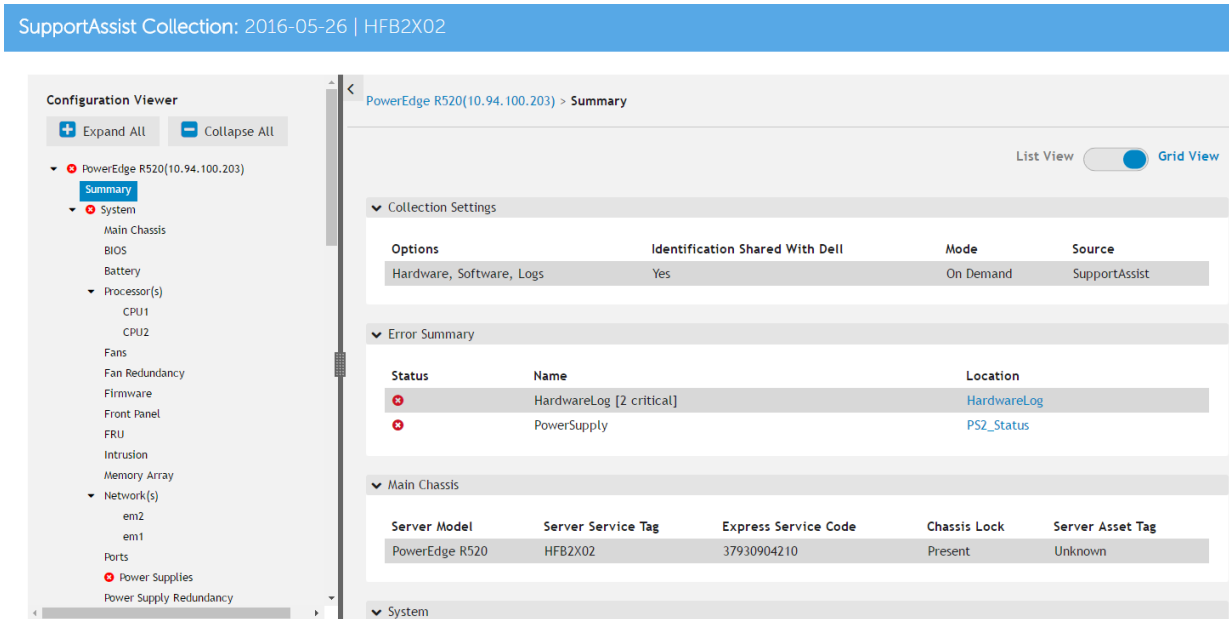 SupportAssist Collection: 2016-05-26 | HFB2X02
Configuration Viewer
Expand All Collapse All
PowerEdge R520(10.94.100.203)
Summary
System
Main Chassis
BIOS
Battery
Processor(s)
CPU1
CPU2
Fans
Fan Redundancy
Firmware
Front Panel
FRU
Intrusion
Memory Array
Network(s)
em2
em1
Ports
Power Supplies
Power Supply Redundancy
PowerEdge R520(10.94.100.203) > Summary
List View Grid View
Collection Settings
Options Identification Shared With Dell Mode Source
Hardware, Software, Logs Yes On Demand SupportAssist
Error Summary
Status Name Location
HardwareLog [2 critical] HardwareLog
PowerSupply PS2_Status
Main Chassis
Server Model Server Service Tag Express Service Code Chassis Lock Server Asset Tag
PowerEdge R520 HFB2X02 37930904210 Present Unknown
System